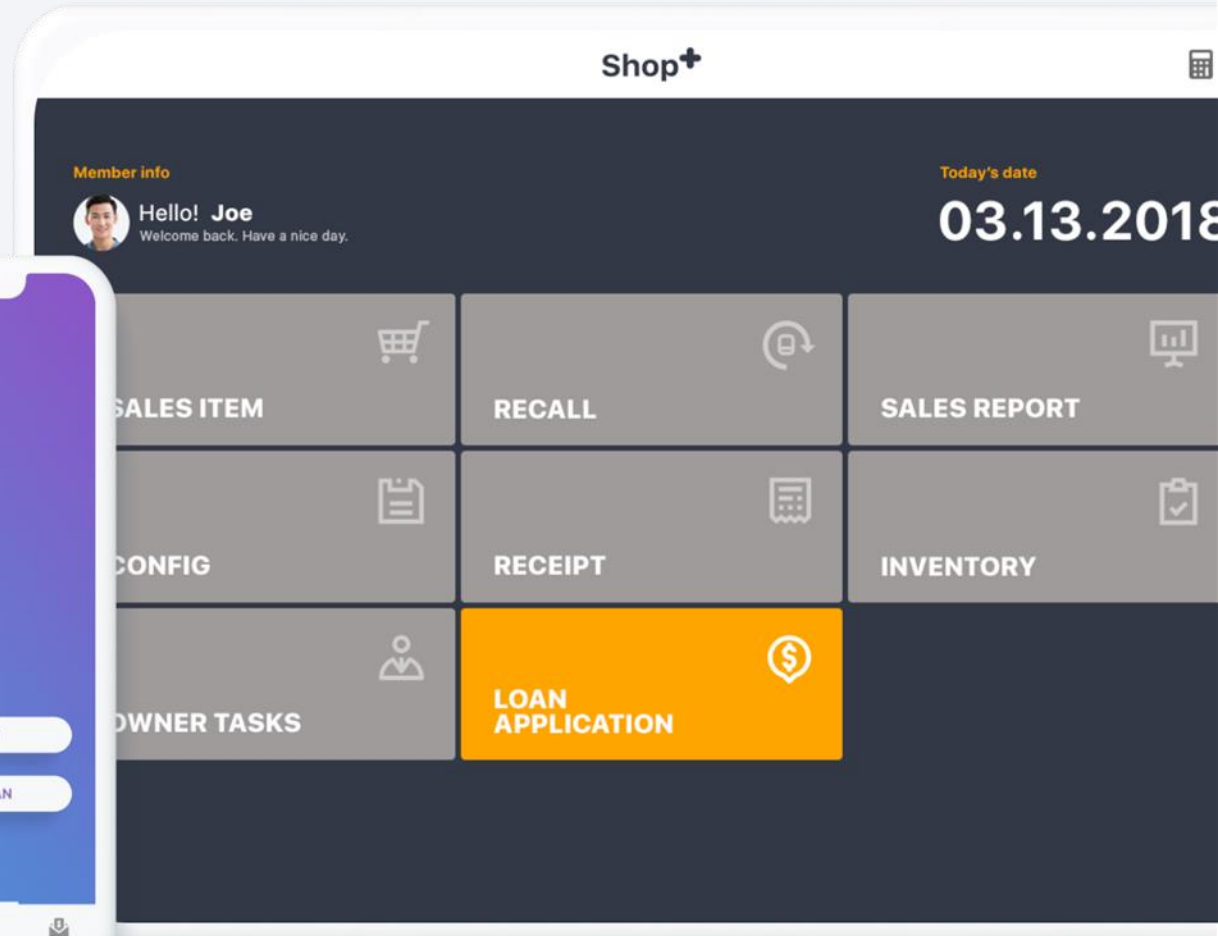 Shop+
Member info
Hello! Joe
Welcome back. Have a nice day.
Today's date
03.13.2018
SALES ITEM
RECALL
SALES REPORT
CONFIG
RECEIPT
INVENTORY
OWNER TASKS
LOAN
APPLICATION